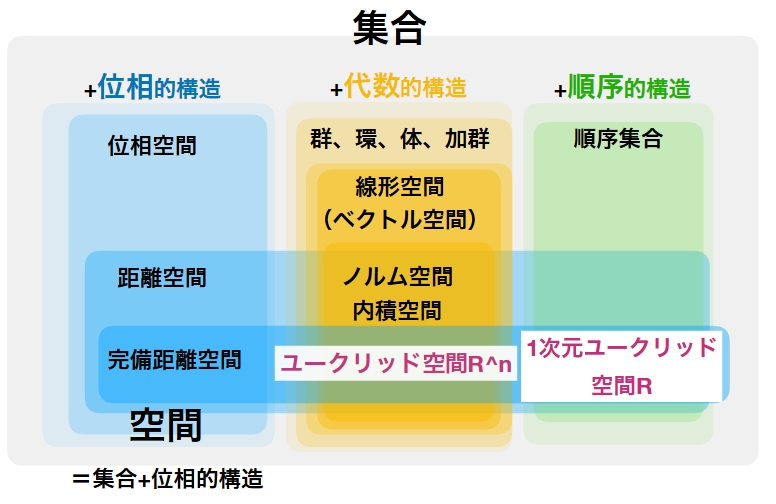 集合
+位相的構造
+代数的構造
+順序的構造
位相空間
群、環、体、加群
順序集合
線形空間
（ベクトル空間）
距離空間
ノルム空間
内積空間
完備距離空間
ユークリッド空間R^n
1次元ユークリッド
空間R
空間
＝集合+位相的構造